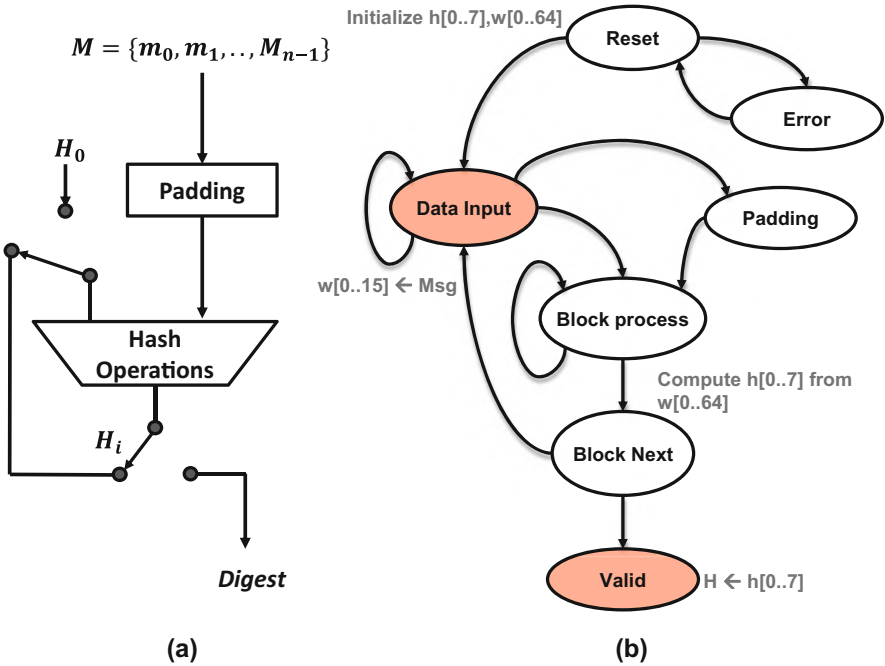 M = {m₀, m₁, . . , Mₙ₋₁}
H₀
Padding
Hash
Operations
Hᵢ
Digest
(a)
Initialize h[0..7],w[0..64]
Reset
Error
Data Input
Padding
w[0..15] ← Msg
Block process
Compute h[0..7] from
w[0..64]
Block Next
Valid
H ← h[0..7]
(b)